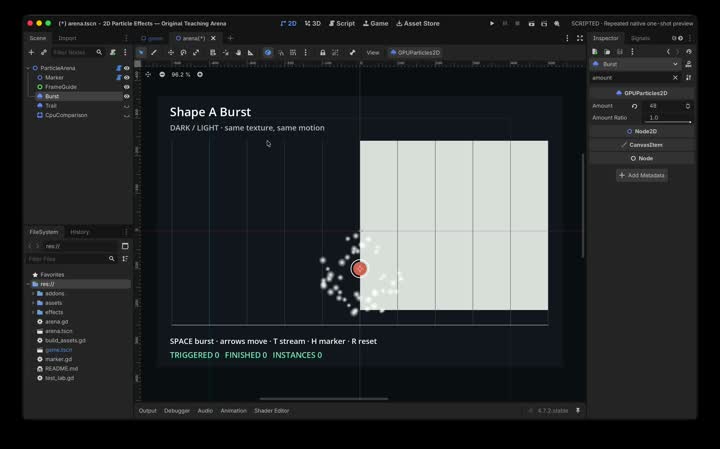 (*) arena.tscn - 2D Particle Effects — Original Teaching Arena
2D 3D Script Game Asset Store
SCRIPTED · Repeated native one-shot preview
Scene Import
Filter Nodes
ParticleArena
Marker
FrameGuide
Burst
Trail
CpuComparison
FileSystem History
res://
Filter Files
Favorites
res://
addons
assets
effects
arena.gd
arena.tscn
build_assets.gd
game.tscn
marker.gd
README.md
test_lab.gd
game arena(*)
View GPUParticles2D
96.2 %
Shape A Burst
DARK / LIGHT · same texture, same motion
SPACE burst · arrows move · T stream · H marker · R reset
TRIGGERED 0 FINISHED 0 INSTANCES 0
Output Debugger Audio Animation Shader Editor
4.7.2.stable
Inspector Signals
Burst
amount
GPUParticles2D
Amount 48
Amount Ratio 1.0
Node2D
CanvasItem
Node
Add Metadata